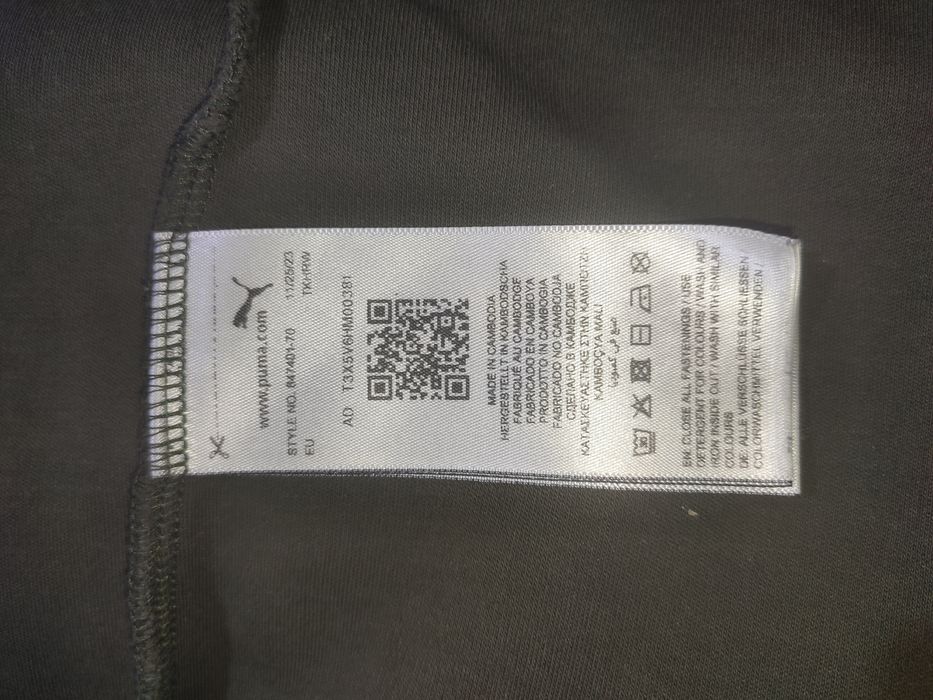 www.puma.com
STYLE NO. 847401-70 11/25/23
EU TKHRW
AD T3X5V6HM00381
MADE IN CAMBODIA
HERGESTELLT IN KAMBODSCHA
FABRIQUÉ AU CAMBODGE
FABRICADO EN CAMBOYA
PRODOTTO IN CAMBOGIA
FABRICADO NO CAMBODJA
СДЕЛАНО В КАМБОДЖЕ
ΚΑΤΑΣΚΕΥΑΣΤΗΚΕ ΣΤΗΝ ΚΑΜΠΟΤΖΗ
KAMBOÇYA MALI
صنع في كمبوديا
EN: CLOSE ALL FASTENINGS / USE
DETERGENT FOR COLOURS / WASH AND
IRON INSIDE OUT / WASH WITH SIMILAR
COLOURS
DE: ALLE VERSCHLÜSSE SCHLIESSEN
COLORWASCHMITTEL VERWENDEN /